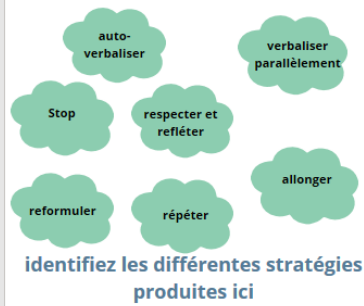 auto-
verbaliser
verbaliser
parallèlement
Stop
respecter et
refléter
allonger
reformuler
répéter
identifiez les différentes stratégies
produites ici